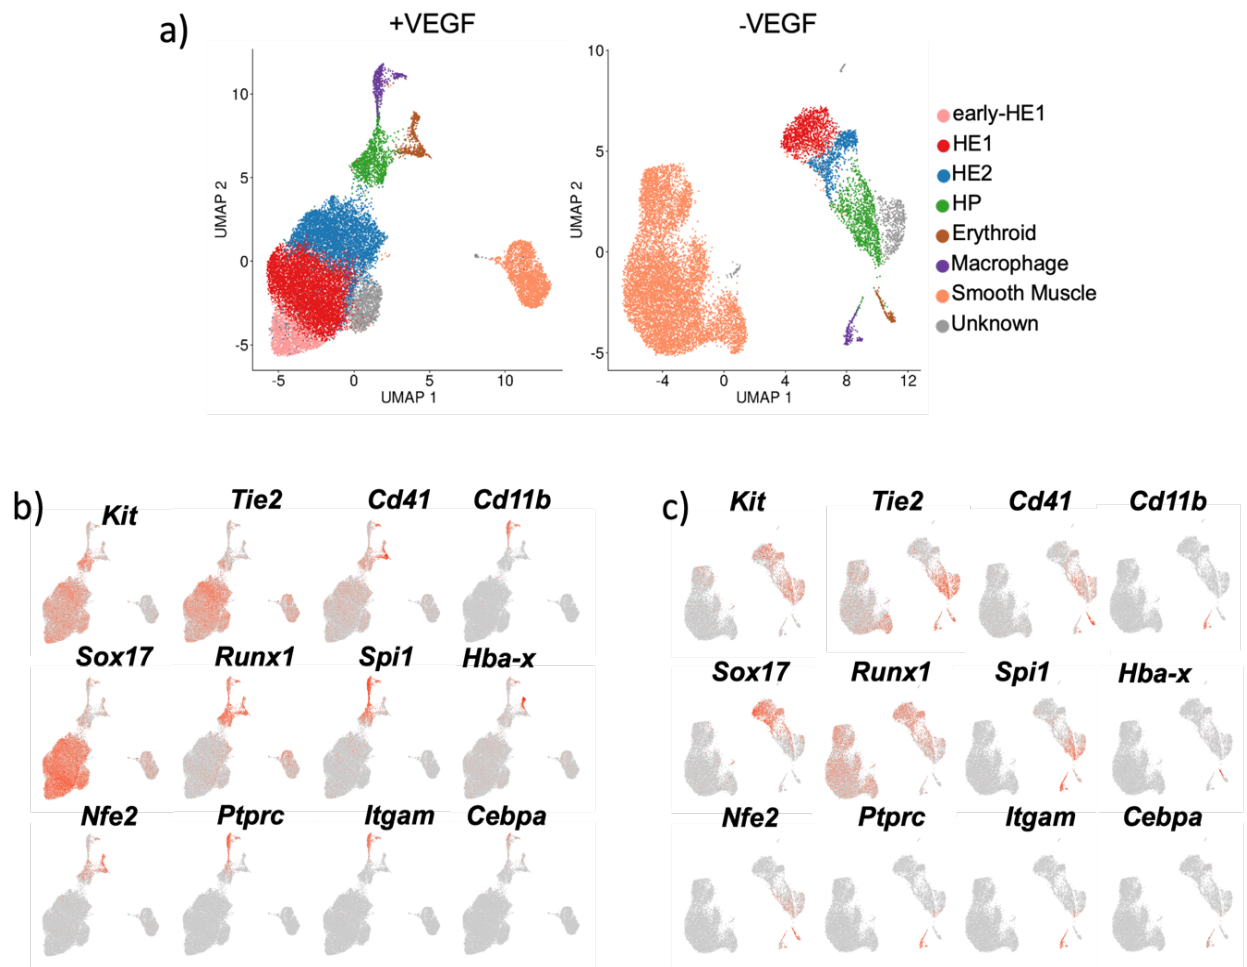 a)
+VEGF
-VEGF
10
5
0
-5
UMAP 2
-5
0
5
10
UMAP 1
10
5
0
-5
UMAP 2
-4
0
4
8
12
UMAP 1
early-HE1
HE1
HE2
HP
Erythroid
Macrophage
Smooth Muscle
Unknown
b)
Kit
Tie2
Cd41
Cd11b
Sox17
Runx1
Spi1
Hba-x
Nfe2
Ptprc
Itgam
Cebpa
c)
Kit
Tie2
Cd41
Cd11b
Sox17
Runx1
Spi1
Hba-x
Nfe2
Ptprc
Itgam
Cebpa